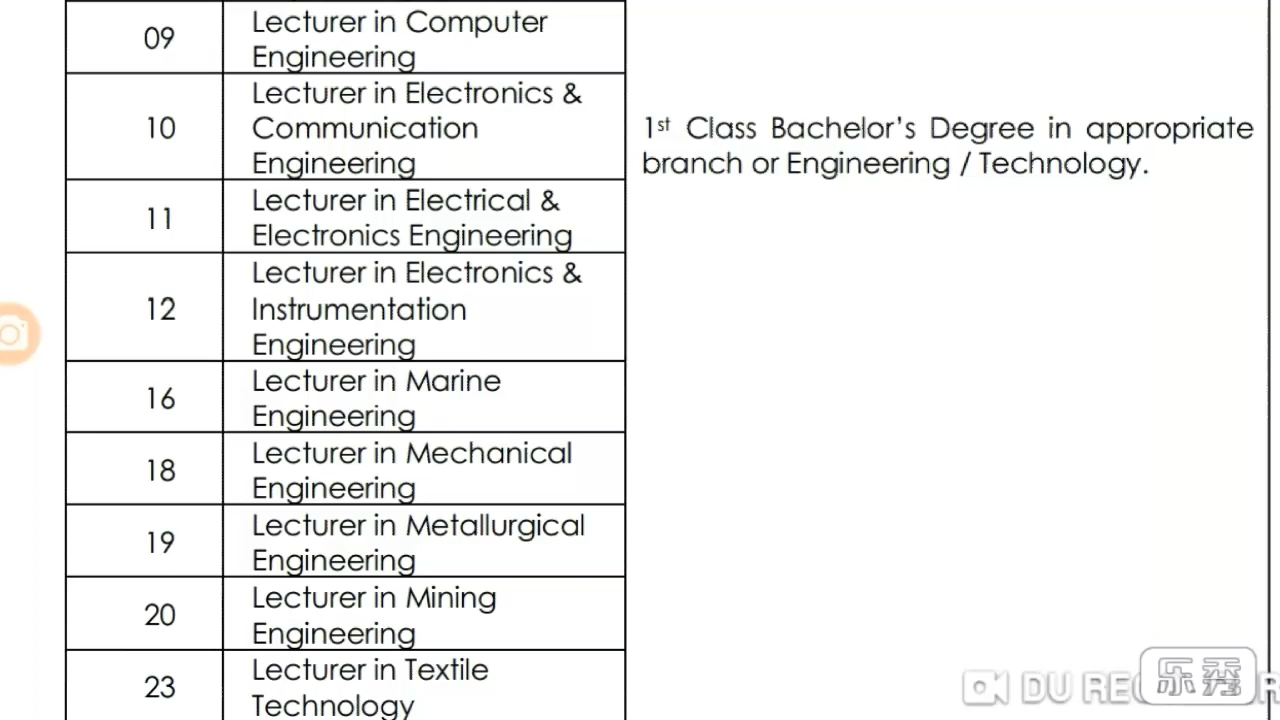 09
Lecturer in Computer
Engineering
10
Lecturer in Electronics &
Communication
Engineering
1st Class Bachelor's Degree in appropriate
branch or Engineering / Technology.
11
Lecturer in Electrical &
Electronics Engineering
12
Lecturer in Electronics &
Instrumentation
Engineering
16
Lecturer in Marine
Engineering
18
Lecturer in Mechanical
Engineering
19
Lecturer in Metallurgical
Engineering
20
Lecturer in Mining
Engineering
23
Lecturer in Textile
Technology
DU
乐秀